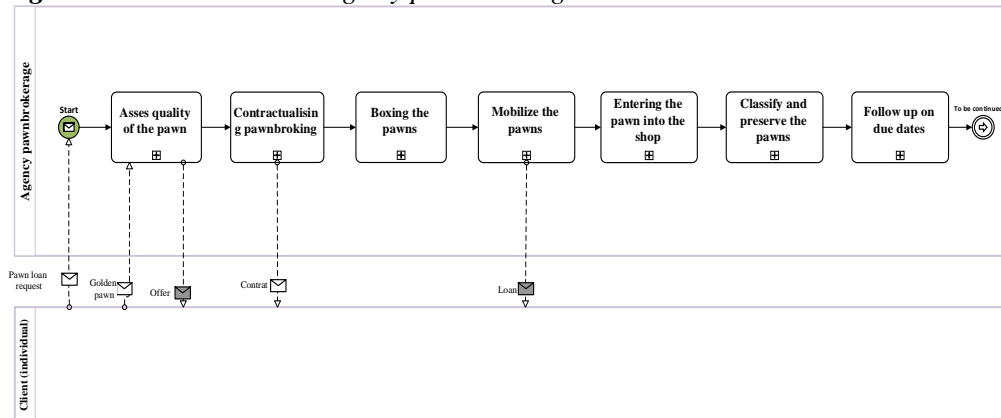 Agency pawnbrokerage
Start
Asses quality
of the pawn
Contractualisin
g pawnbroking
Boxing the
pawns
Mobilize the
pawns
Entering the
pawn into the
shop
Classify and
preserve the
pawns
Follow up on
due dates
To be continued
Pawn loan
request
Golden
pawn
Offer
Contrat
Loan
Client (individual)